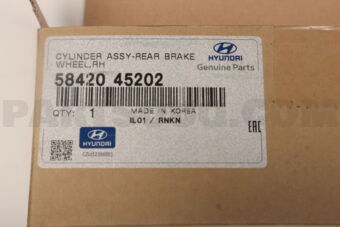 CYLINDER ASSY-REAR BRAKE
WHEEL,RH
58420 45202
HYUNDAI
Genuine Parts
QTY: 1
MADE IN KOREA
IL01 / RNKN
HYUNDAI
EAC